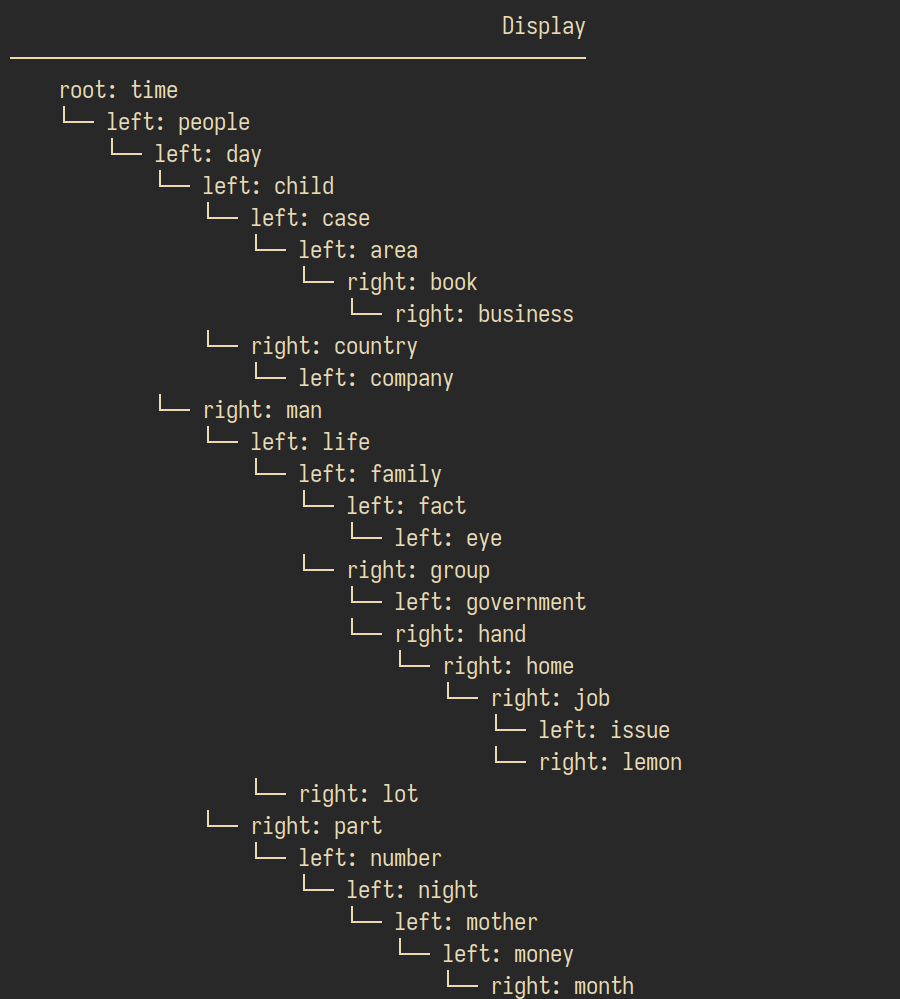 Display
root: time
└── left: people
└── left: day
└── left: child
└── left: case
└── left: area
└── right: book
└── right: business
└── right: country
└── left: company
└── right: man
└── left: life
└── left: family
└── left: fact
└── left: eye
└── right: group
└── left: government
└── right: hand
└── right: home
└── right: job
└── left: issue
└── right: lemon
└── right: lot
└── right: part
└── left: number
└── left: night
└── left: mother
└── left: money
└── right: month